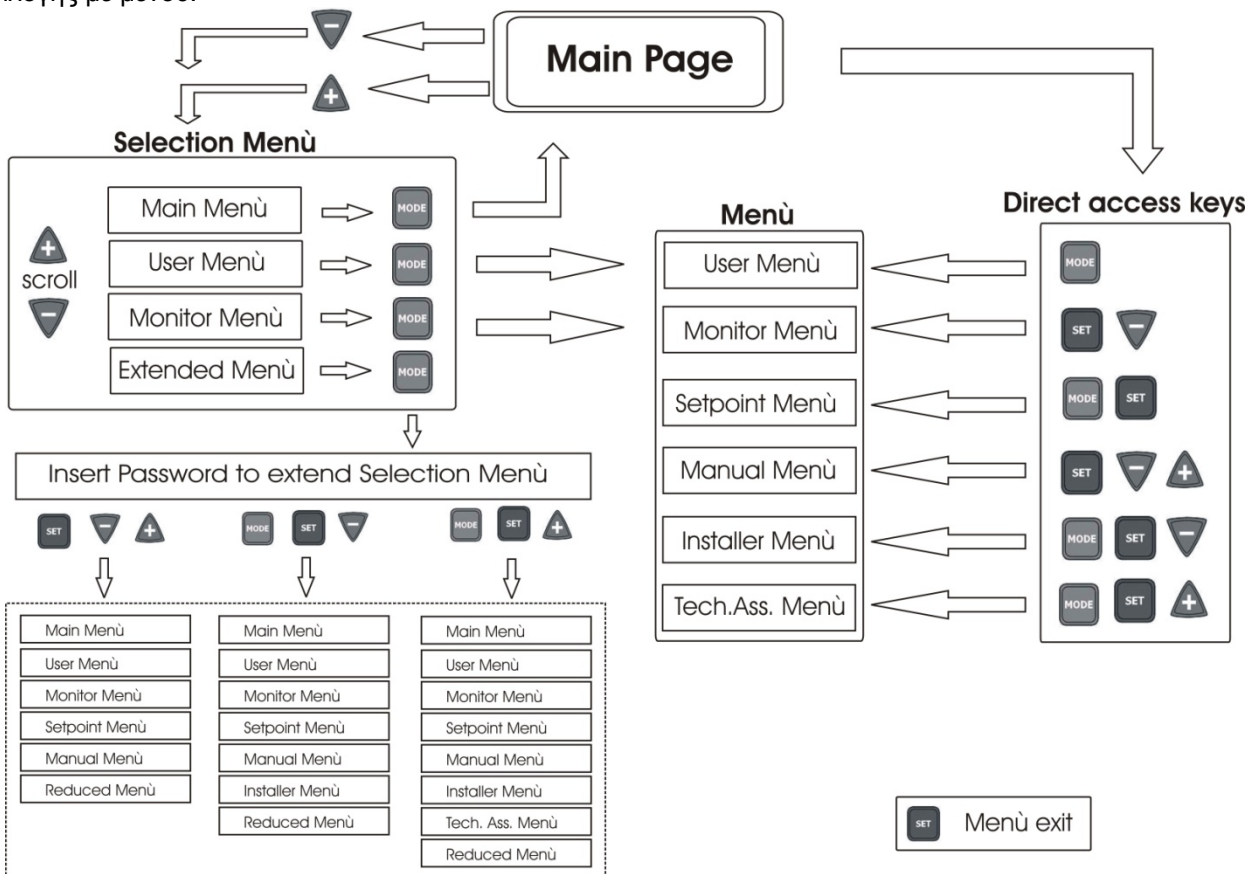 με μενού.
Main Page
Selection Menù
scroll
Main Menù
MODE
User Menù
MODE
Monitor Menù
MODE
Extended Menù
MODE
Insert Password to extend Selection Menù
SET
MODE SET
MODE SET
Main Menù
User Menù
Monitor Menù
Setpoint Menù
Manual Menù
Reduced Menù
Main Menù
User Menù
Monitor Menù
Setpoint Menù
Manual Menù
Installer Menù
Reduced Menù
Main Menù
User Menù
Monitor Menù
Setpoint Menù
Manual Menù
Installer Menù
Tech. Ass. Menù
Reduced Menù
Menù
User Menù
Monitor Menù
Setpoint Menù
Manual Menù
Installer Menù
Tech.Ass. Menù
Direct access keys
MODE
SET
MODE SET
SET
MODE SET
MODE SET
SET Menù exit